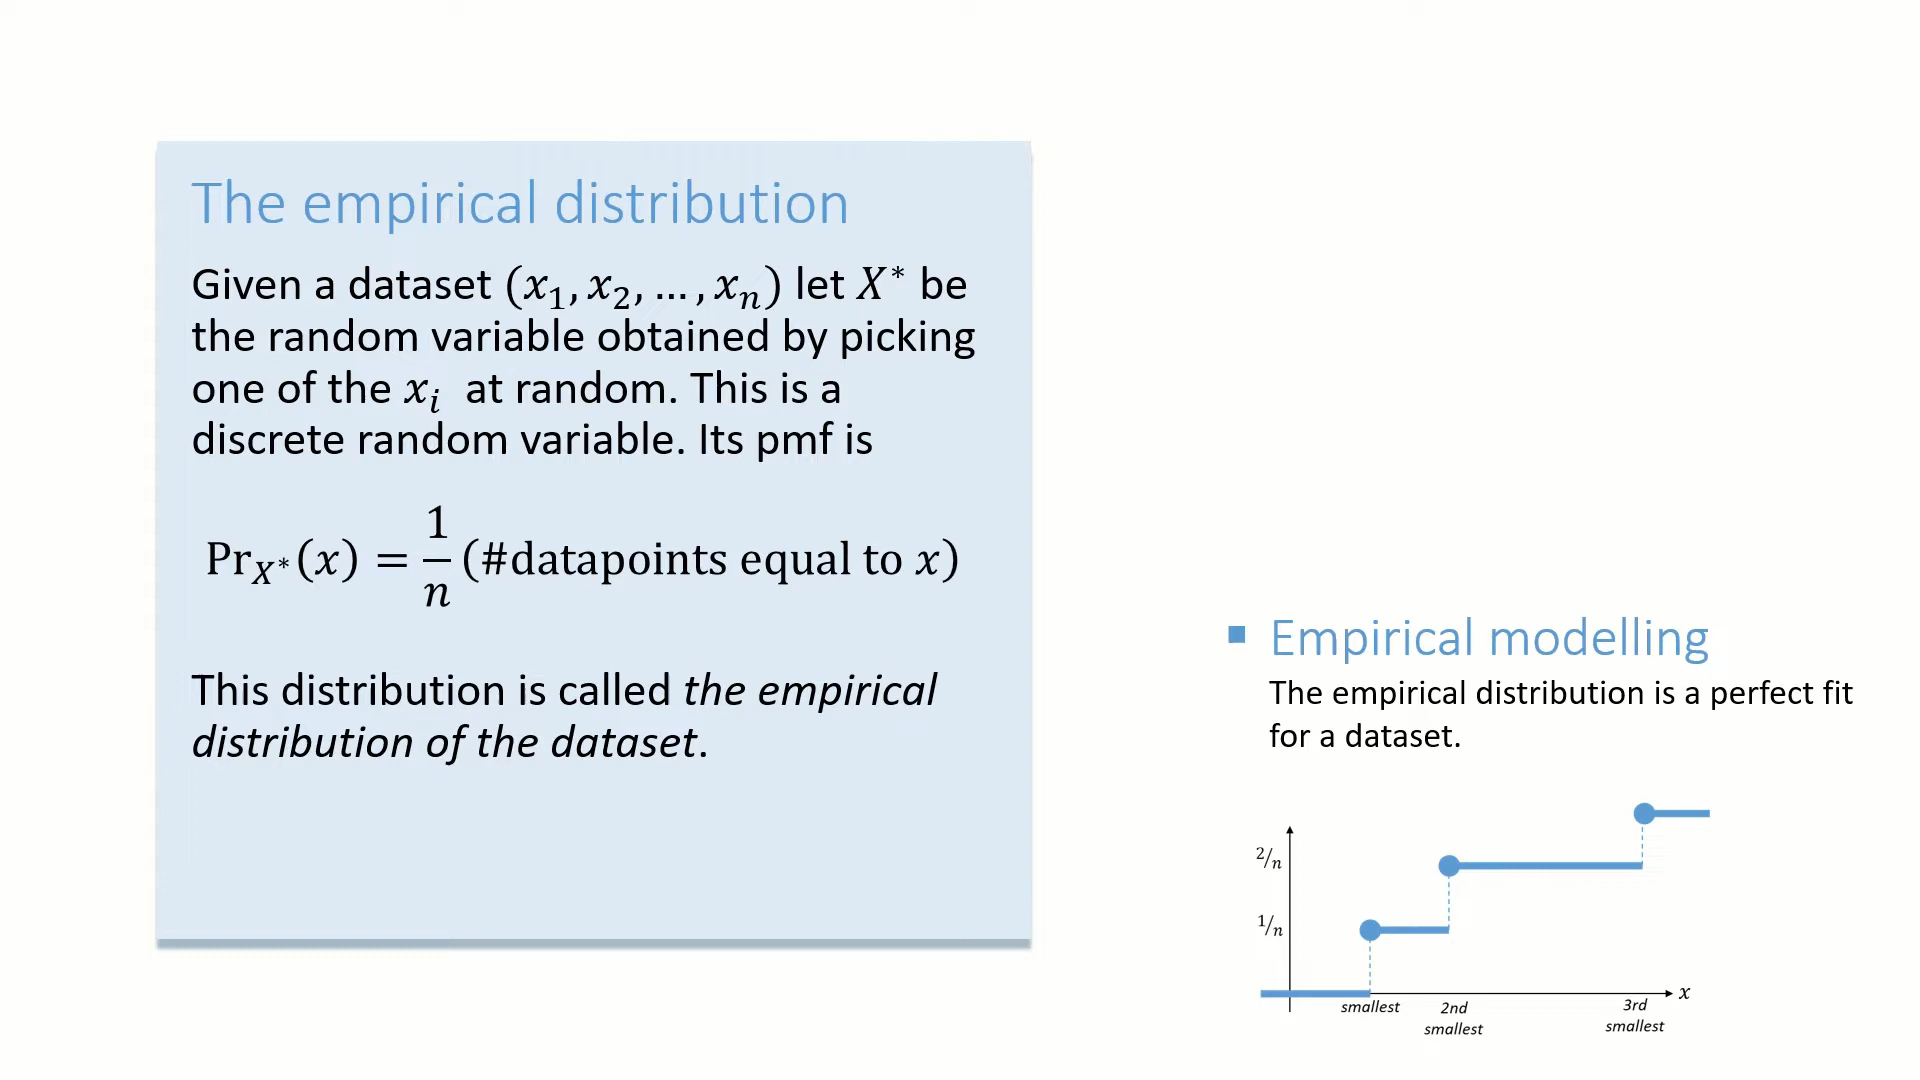 The empirical distribution
Given a dataset (x₁, x₂, … , xₙ) let X* be
the random variable obtained by picking
one of the xᵢ at random. This is a
discrete random variable. Its pmf is
Pr_X*(x) = 1/n (#datapoints equal to x)
This distribution is called the empirical
distribution of the dataset.
▪ Empirical modelling
The empirical distribution is a perfect fit
for a dataset.
2/n
1/n
x
smallest
2nd
smallest
3rd
smallest